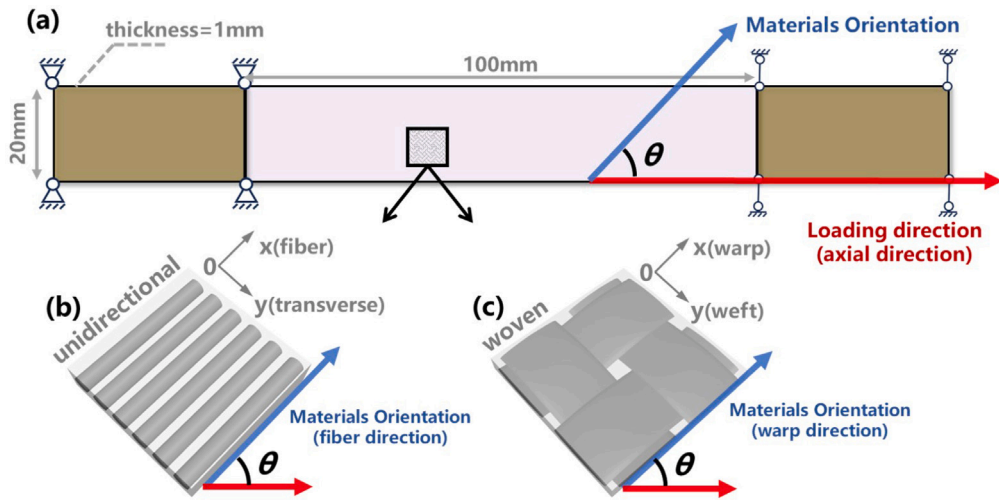 (a)
thickness=1mm
Materials Orientation
100mm
20mm
θ
Loading direction
(axial direction)
(b)
unidirectional
0
x(fiber)
y(transverse)
Materials Orientation
(fiber direction)
θ
(c)
woven
0
x(warp)
y(weft)
Materials Orientation
(warp direction)
θ